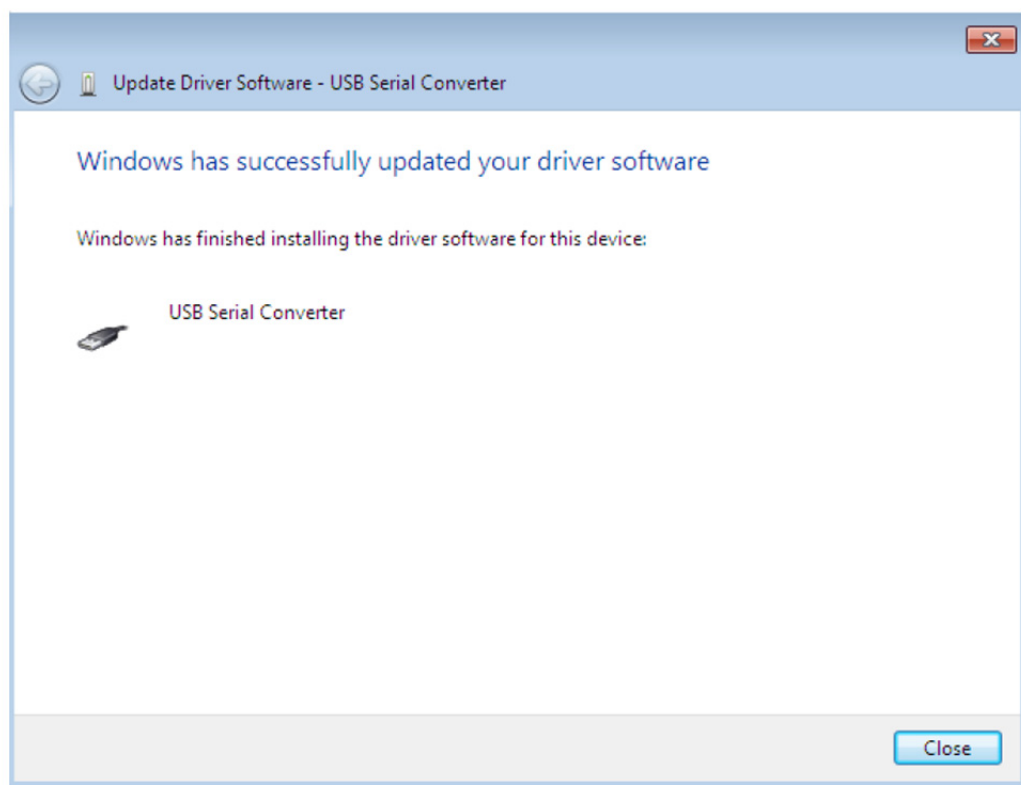 Update Driver Software - USB Serial Converter
Windows has successfully updated your driver software
Windows has finished installing the driver software for this device:
USB Serial Converter
Close